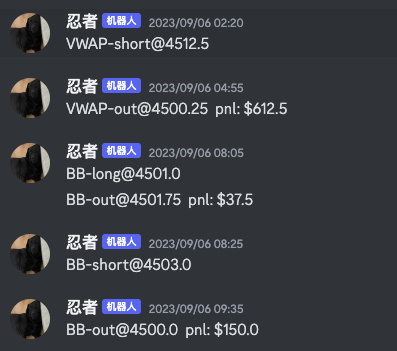 忍者 机器人 2023/09/06 02:20
VWAP-short@4512.5
忍者 机器人 2023/09/06 04:55
VWAP-out@4500.25 pnl: $612.5
忍者 机器人 2023/09/06 08:05
BB-long@4501.0
BB-out@4501.75 pnl: $37.5
忍者 机器人 2023/09/06 08:25
BB-short@4503.0
忍者 机器人 2023/09/06 09:35
BB-out@4500.0 pnl: $150.0